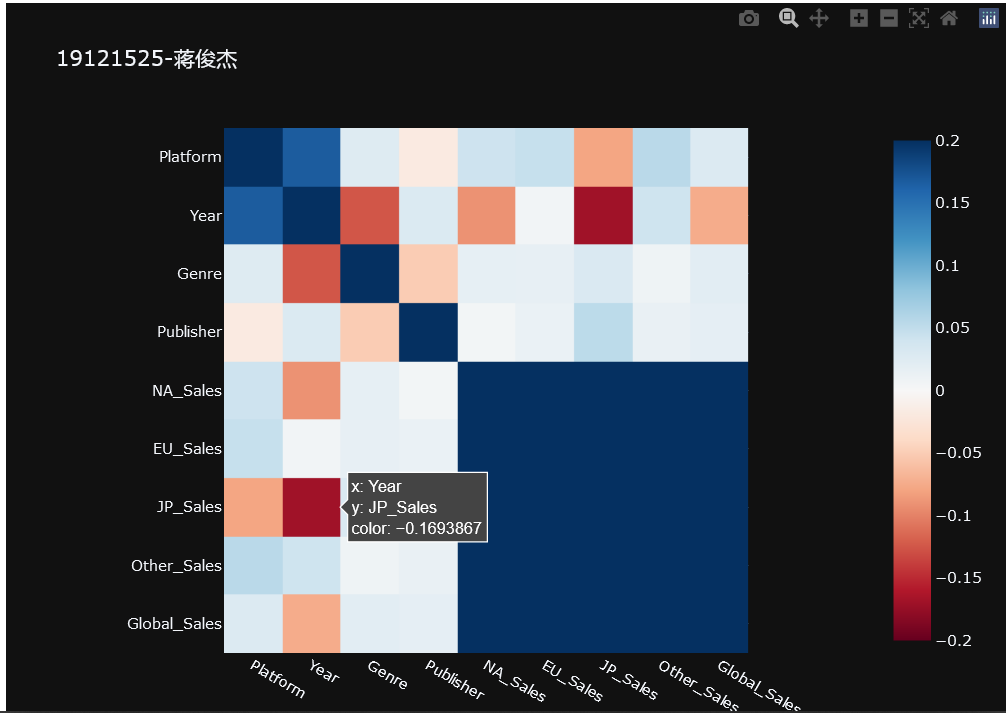 19121525-蒋俊杰
Platform
Year
Genre
Publisher
NA_Sales
EU_Sales
JP_Sales
Other_Sales
Global_Sales
x: Year
y: JP_Sales
color: −0.1693867
Platform
Year
Genre
Publisher
NA_Sales
EU_Sales
JP_Sales
Other_Sales
Global_Sales
0.2
0.15
0.1
0.05
0
−0.05
−0.1
−0.15
−0.2